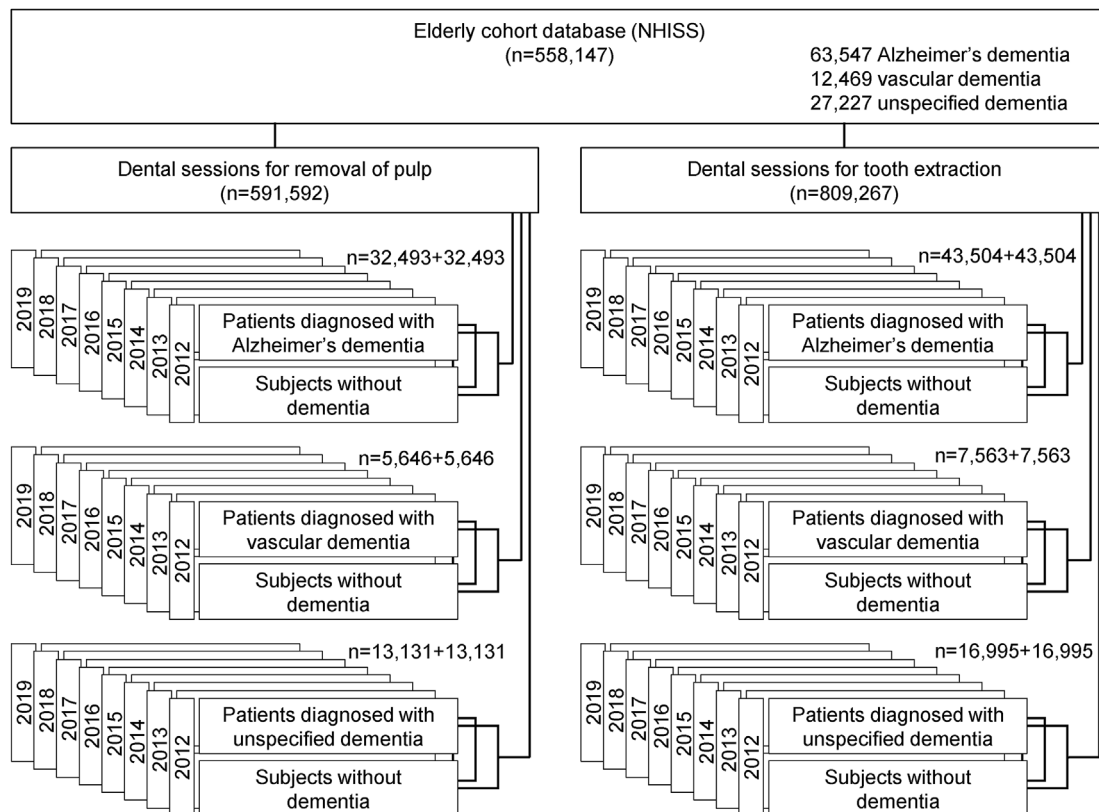 Elderly cohort database (NHISS)
(n=558,147)
63,547 Alzheimer's dementia
12,469 vascular dementia
27,227 unspecified dementia
Dental sessions for removal of pulp
(n=591,592)
n=32,493+32,493
2019
2018
2017
2016
2015
2014
2013
2012
Patients diagnosed with
Alzheimer's dementia
Subjects without
dementia
n=5,646+5,646
2019
2018
2017
2016
2015
2014
2013
2012
Patients diagnosed with
vascular dementia
Subjects without
dementia
n=13,131+13,131
2019
2018
2017
2016
2015
2014
2013
2012
Patients diagnosed with
unspecified dementia
Subjects without
dementia
Dental sessions for tooth extraction
(n=809,267)
n=43,504+43,504
2019
2018
2017
2016
2015
2014
2013
2012
Patients diagnosed with
Alzheimer's dementia
Subjects without
dementia
n=7,563+7,563
2019
2018
2017
2016
2015
2014
2013
2012
Patients diagnosed with
vascular dementia
Subjects without
dementia
n=16,995+16,995
2019
2018
2017
2016
2015
2014
2013
2012
Patients diagnosed with
unspecified dementia
Subjects without
dementia